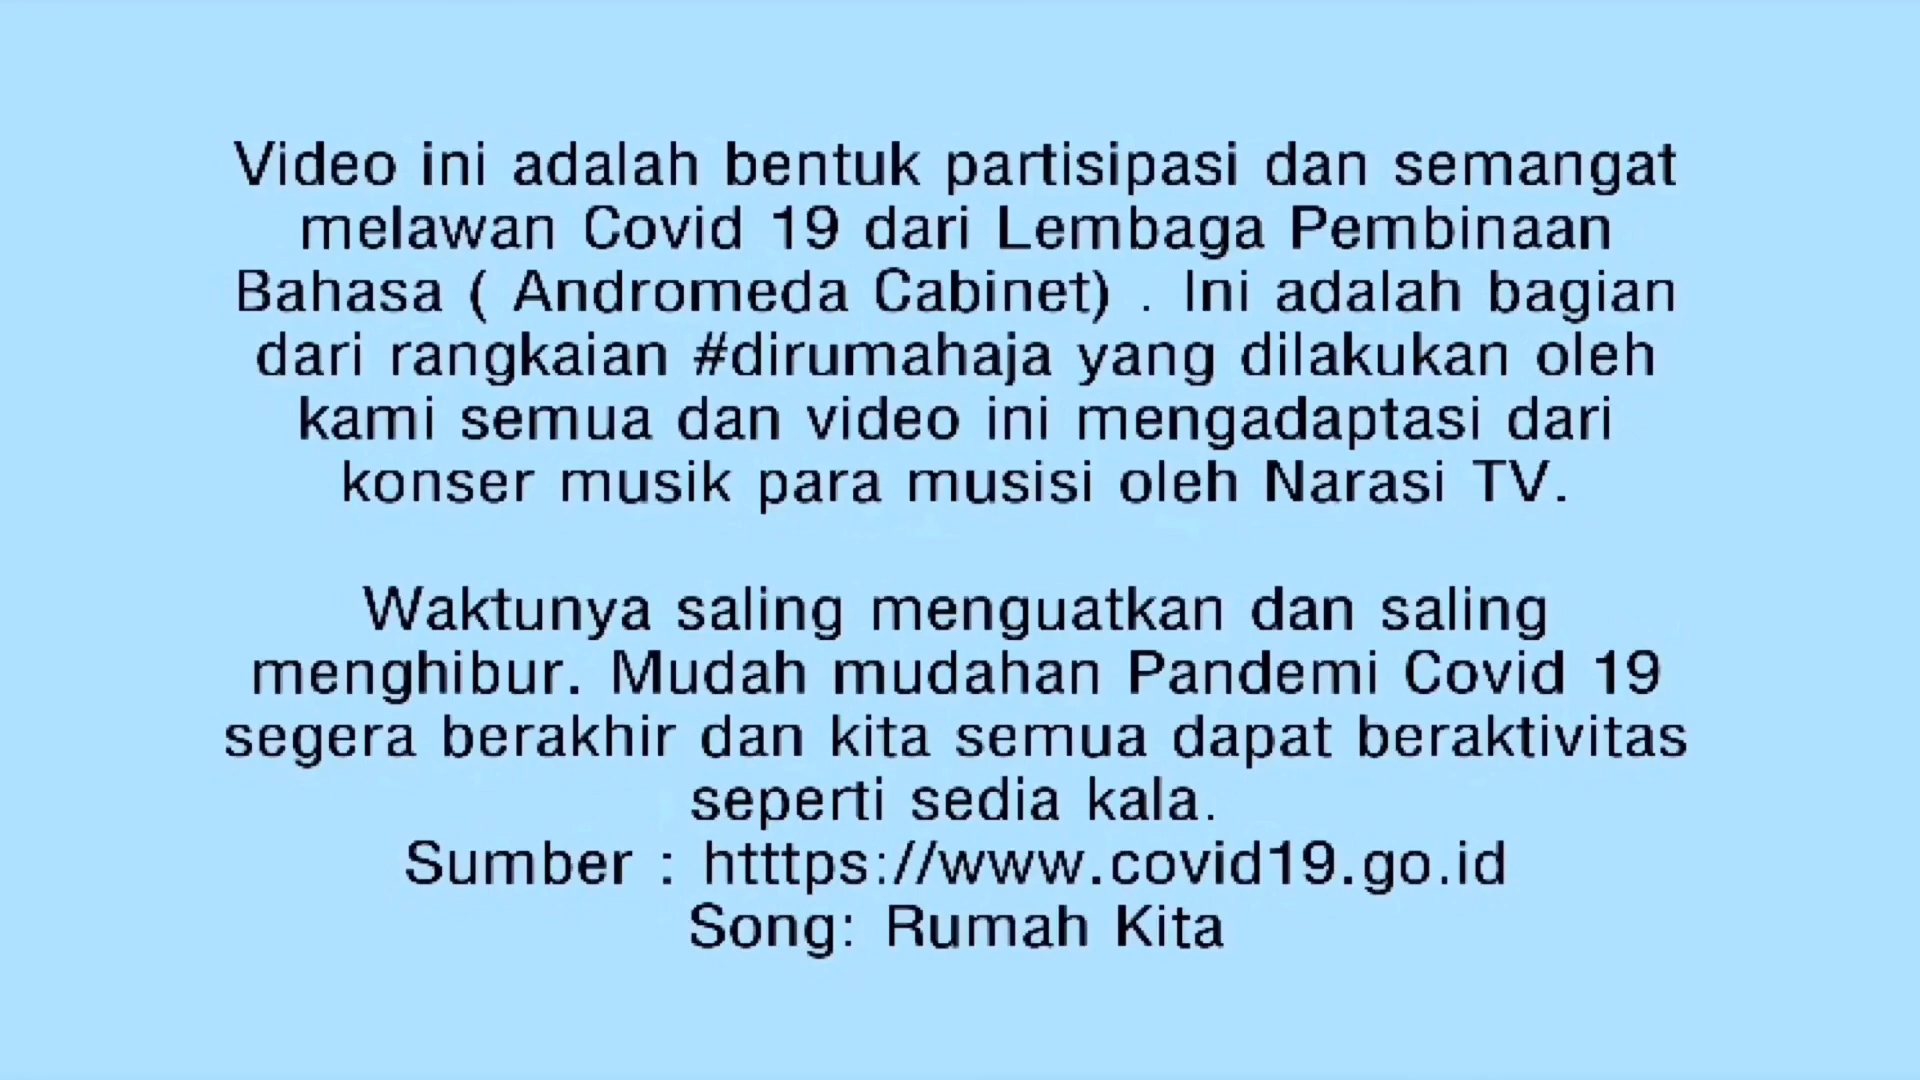 Video ini adalah bentuk partisipasi dan semangat
melawan Covid 19 dari Lembaga Pembinaan
Bahasa ( Andromeda Cabinet) . Ini adalah bagian
dari rangkaian #dirumahaja yang dilakukan oleh
kami semua dan video ini mengadaptasi dari
konser musik para musisi oleh Narasi TV.
Waktunya saling menguatkan dan saling
menghibur. Mudah mudahan Pandemi Covid 19
segera berakhir dan kita semua dapat beraktivitas
seperti sedia kala.
Sumber : htttps://www.covid19.go.id
Song: Rumah Kita